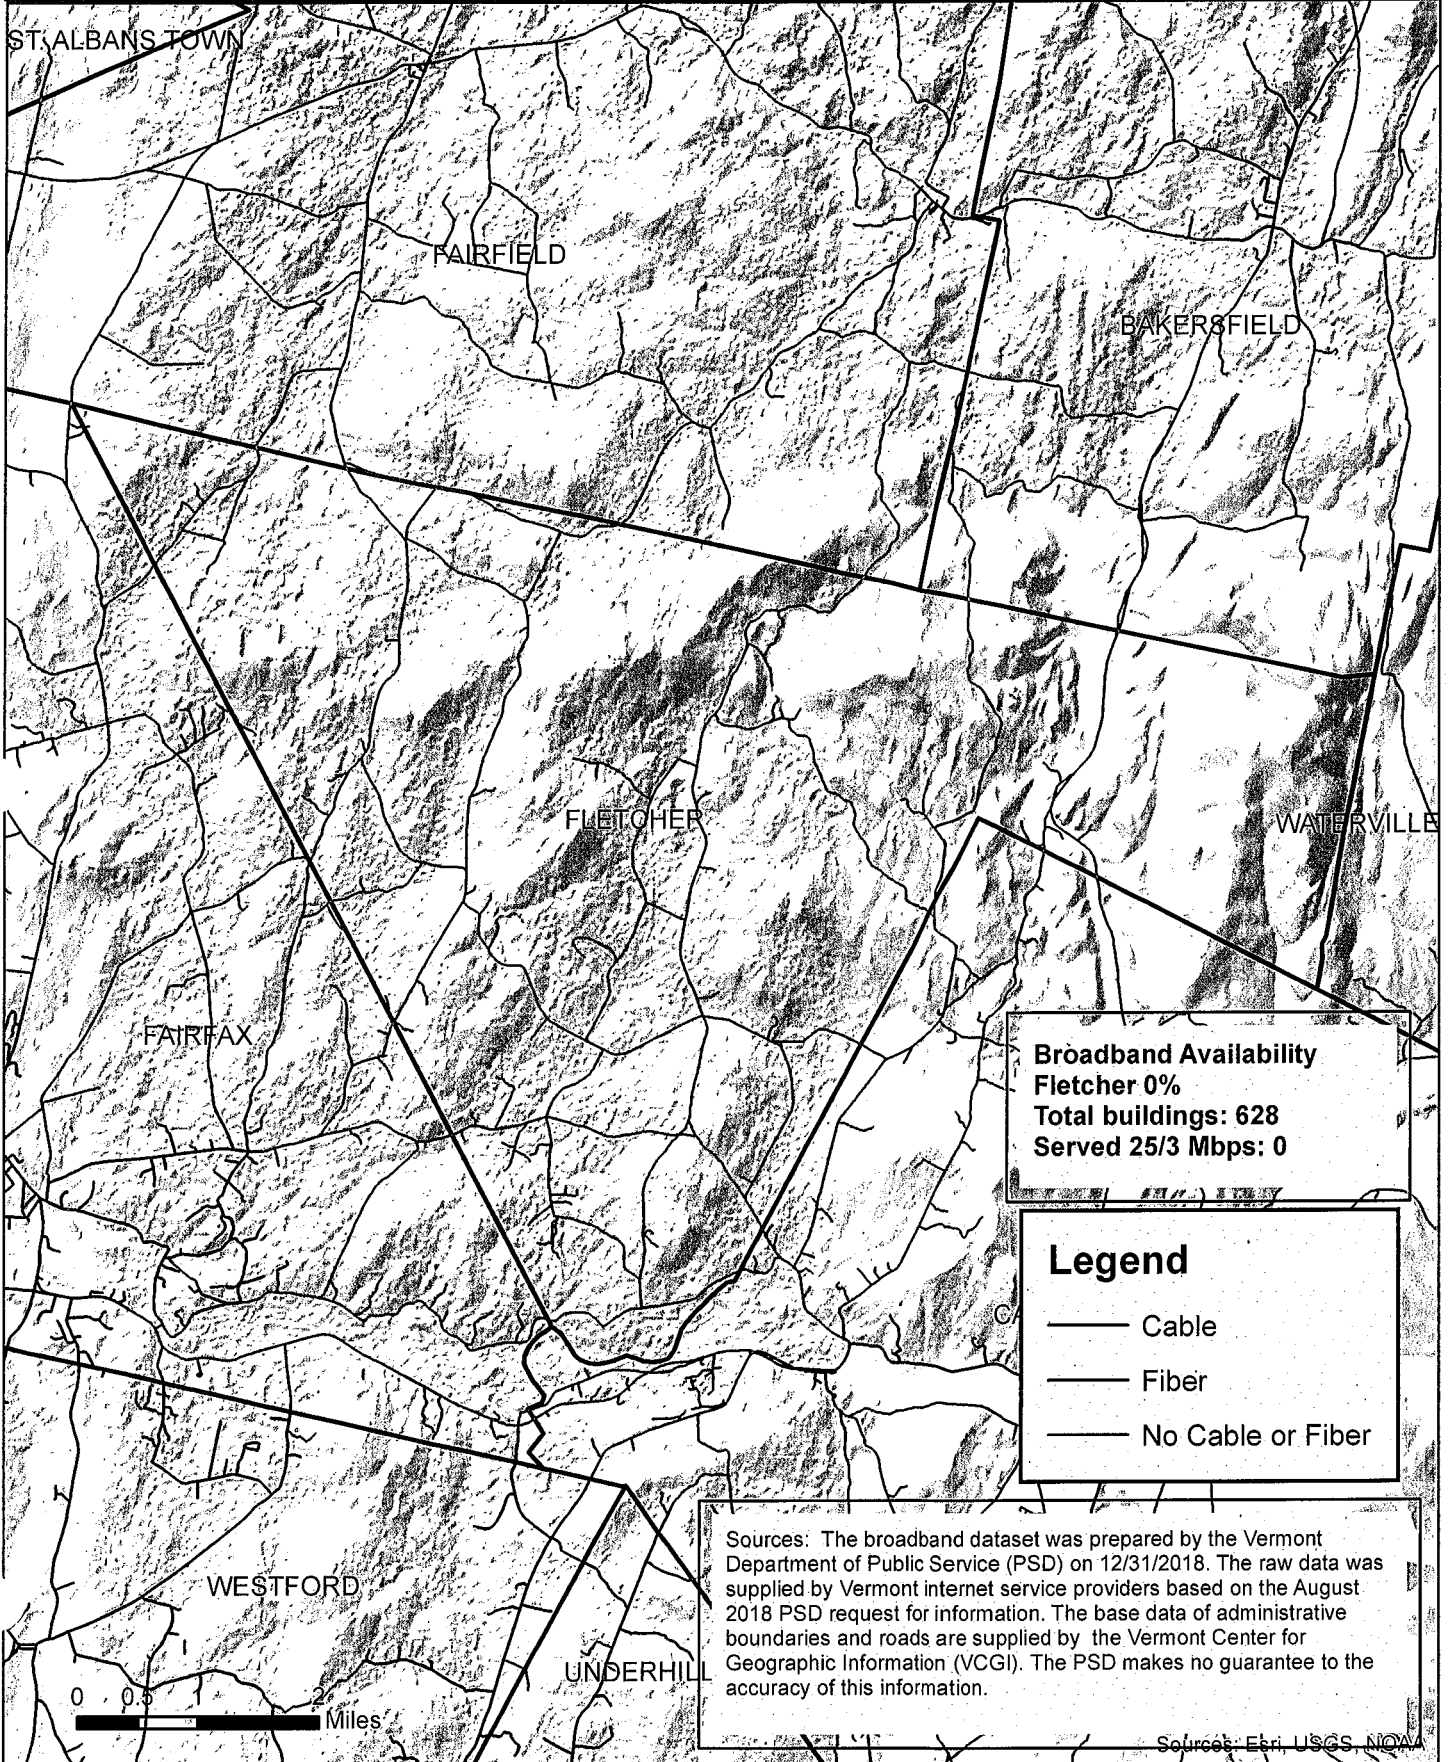 ST. ALBANS TOWN
FAIRFIELD
BAKERSFIELD
FLETCHER
WATERVILLE
FAIRFAX
Broadband Availability
Fletcher 0%
Total buildings: 628
Served 25/3 Mbps: 0
Legend
CA
Cable
Fiber
No Cable or Fiber
Sources: The broadband dataset was prepared by the Vermont
Department of Public Service (PSD) on 12/31/2018. The raw data was
supplied by Vermont internet service providers based on the August
2018 PSD request for information. The base data of administrative
boundaries and roads are supplied by the Vermont Center for
Geographic Information (VCGI). The PSD makes no guarantee to the
accuracy of this information.
WESTFORD
UNDERHILL
0 0.5 1 2
Miles
Sources: Esri, USGS, NOAA